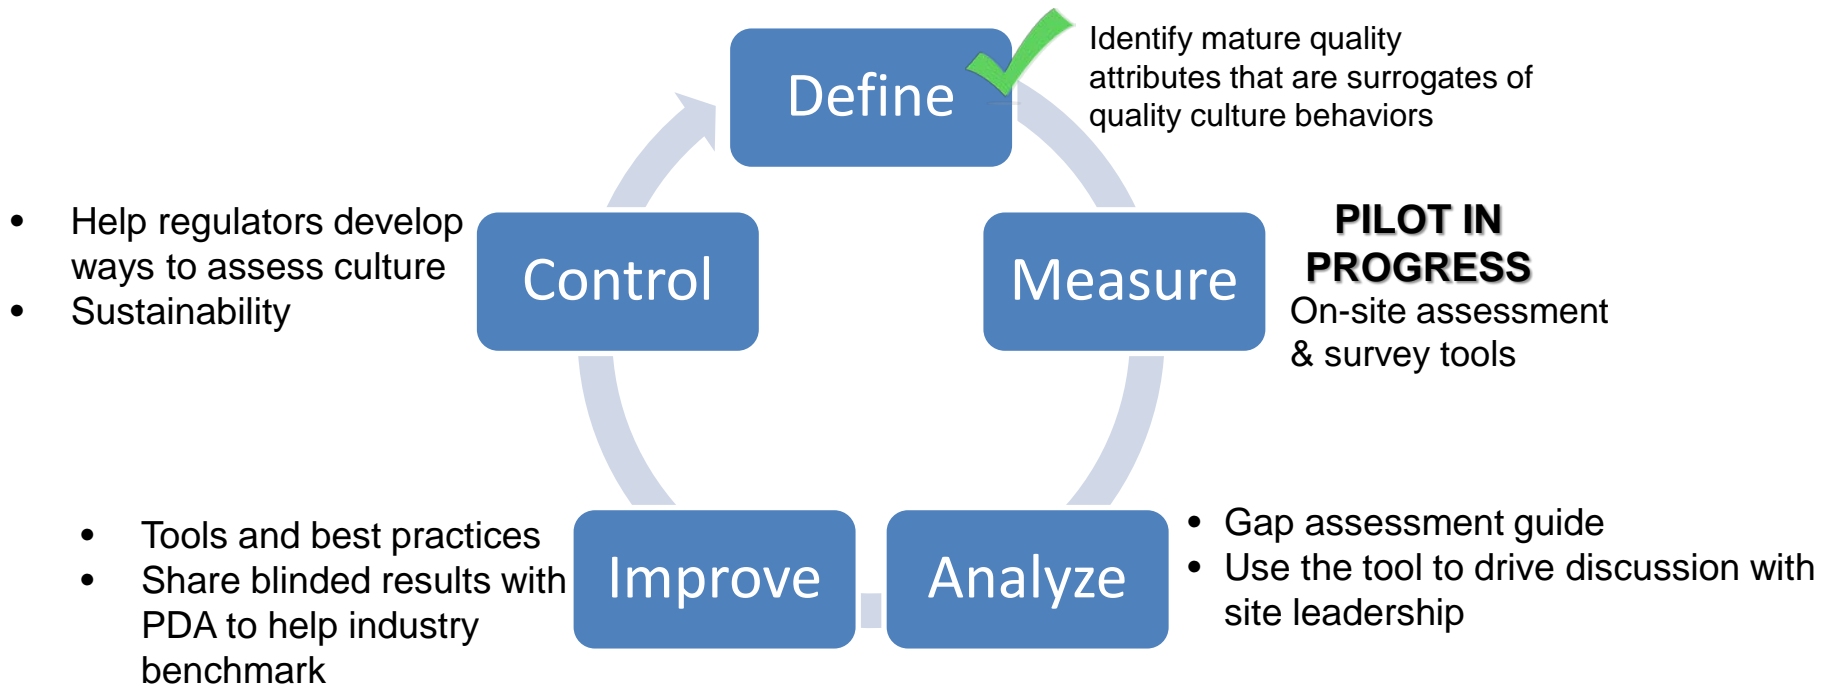 Define
Identify mature quality
attributes that are surrogates of
quality culture behaviors
Measure
PILOT IN
PROGRESS
On-site assessment
& survey tools
Analyze
• Gap assessment guide
• Use the tool to drive discussion with
site leadership
Improve
• Tools and best practices
• Share blinded results with
PDA to help industry
benchmark
Control
• Help regulators develop
ways to assess culture
• Sustainability